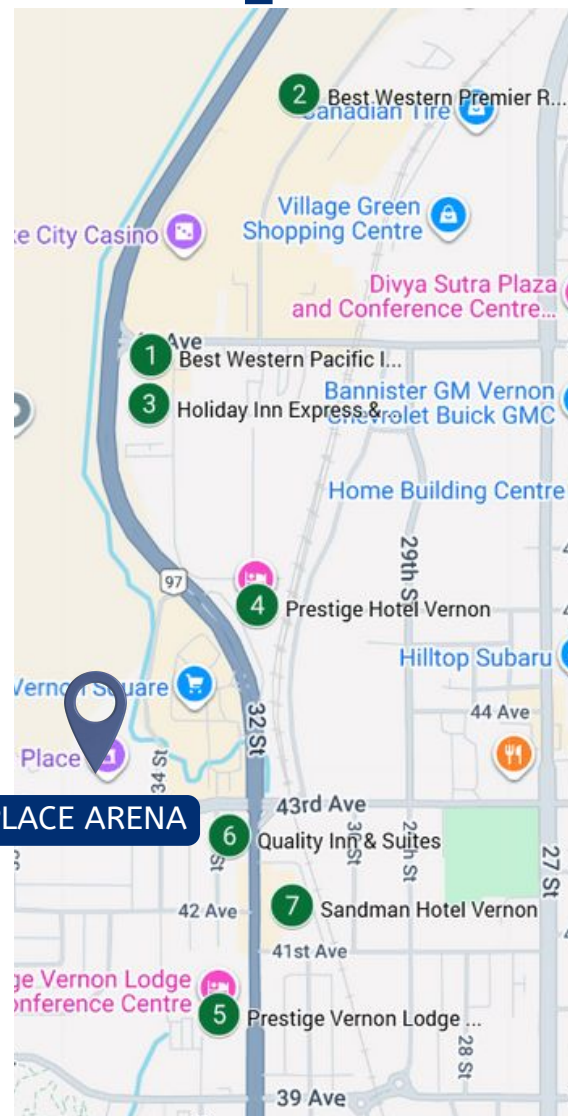 2 Best Western Premier R...
Canadian Tire
Village Green
Shopping Centre
ke City Casino
Divya Sutra Plaza
and Conference Centre...
Ave
1 Best Western Pacific I...
3 Holiday Inn Express & ...
Bannister GM Vernon
Chevrolet Buick GMC
Home Building Centre
29th St
97
4 Prestige Hotel Vernon
Hilltop Subaru
Vernon Square
32 St
44 Ave
Place
34 St
PLACE ARENA
43rd Ave
6 Quality Inn & Suites
St
27 St
42 Ave
7 Sandman Hotel Vernon
41st Ave
ge Vernon Lodge
onference Centre
5 Prestige Vernon Lodge ...
28 St
39 Ave